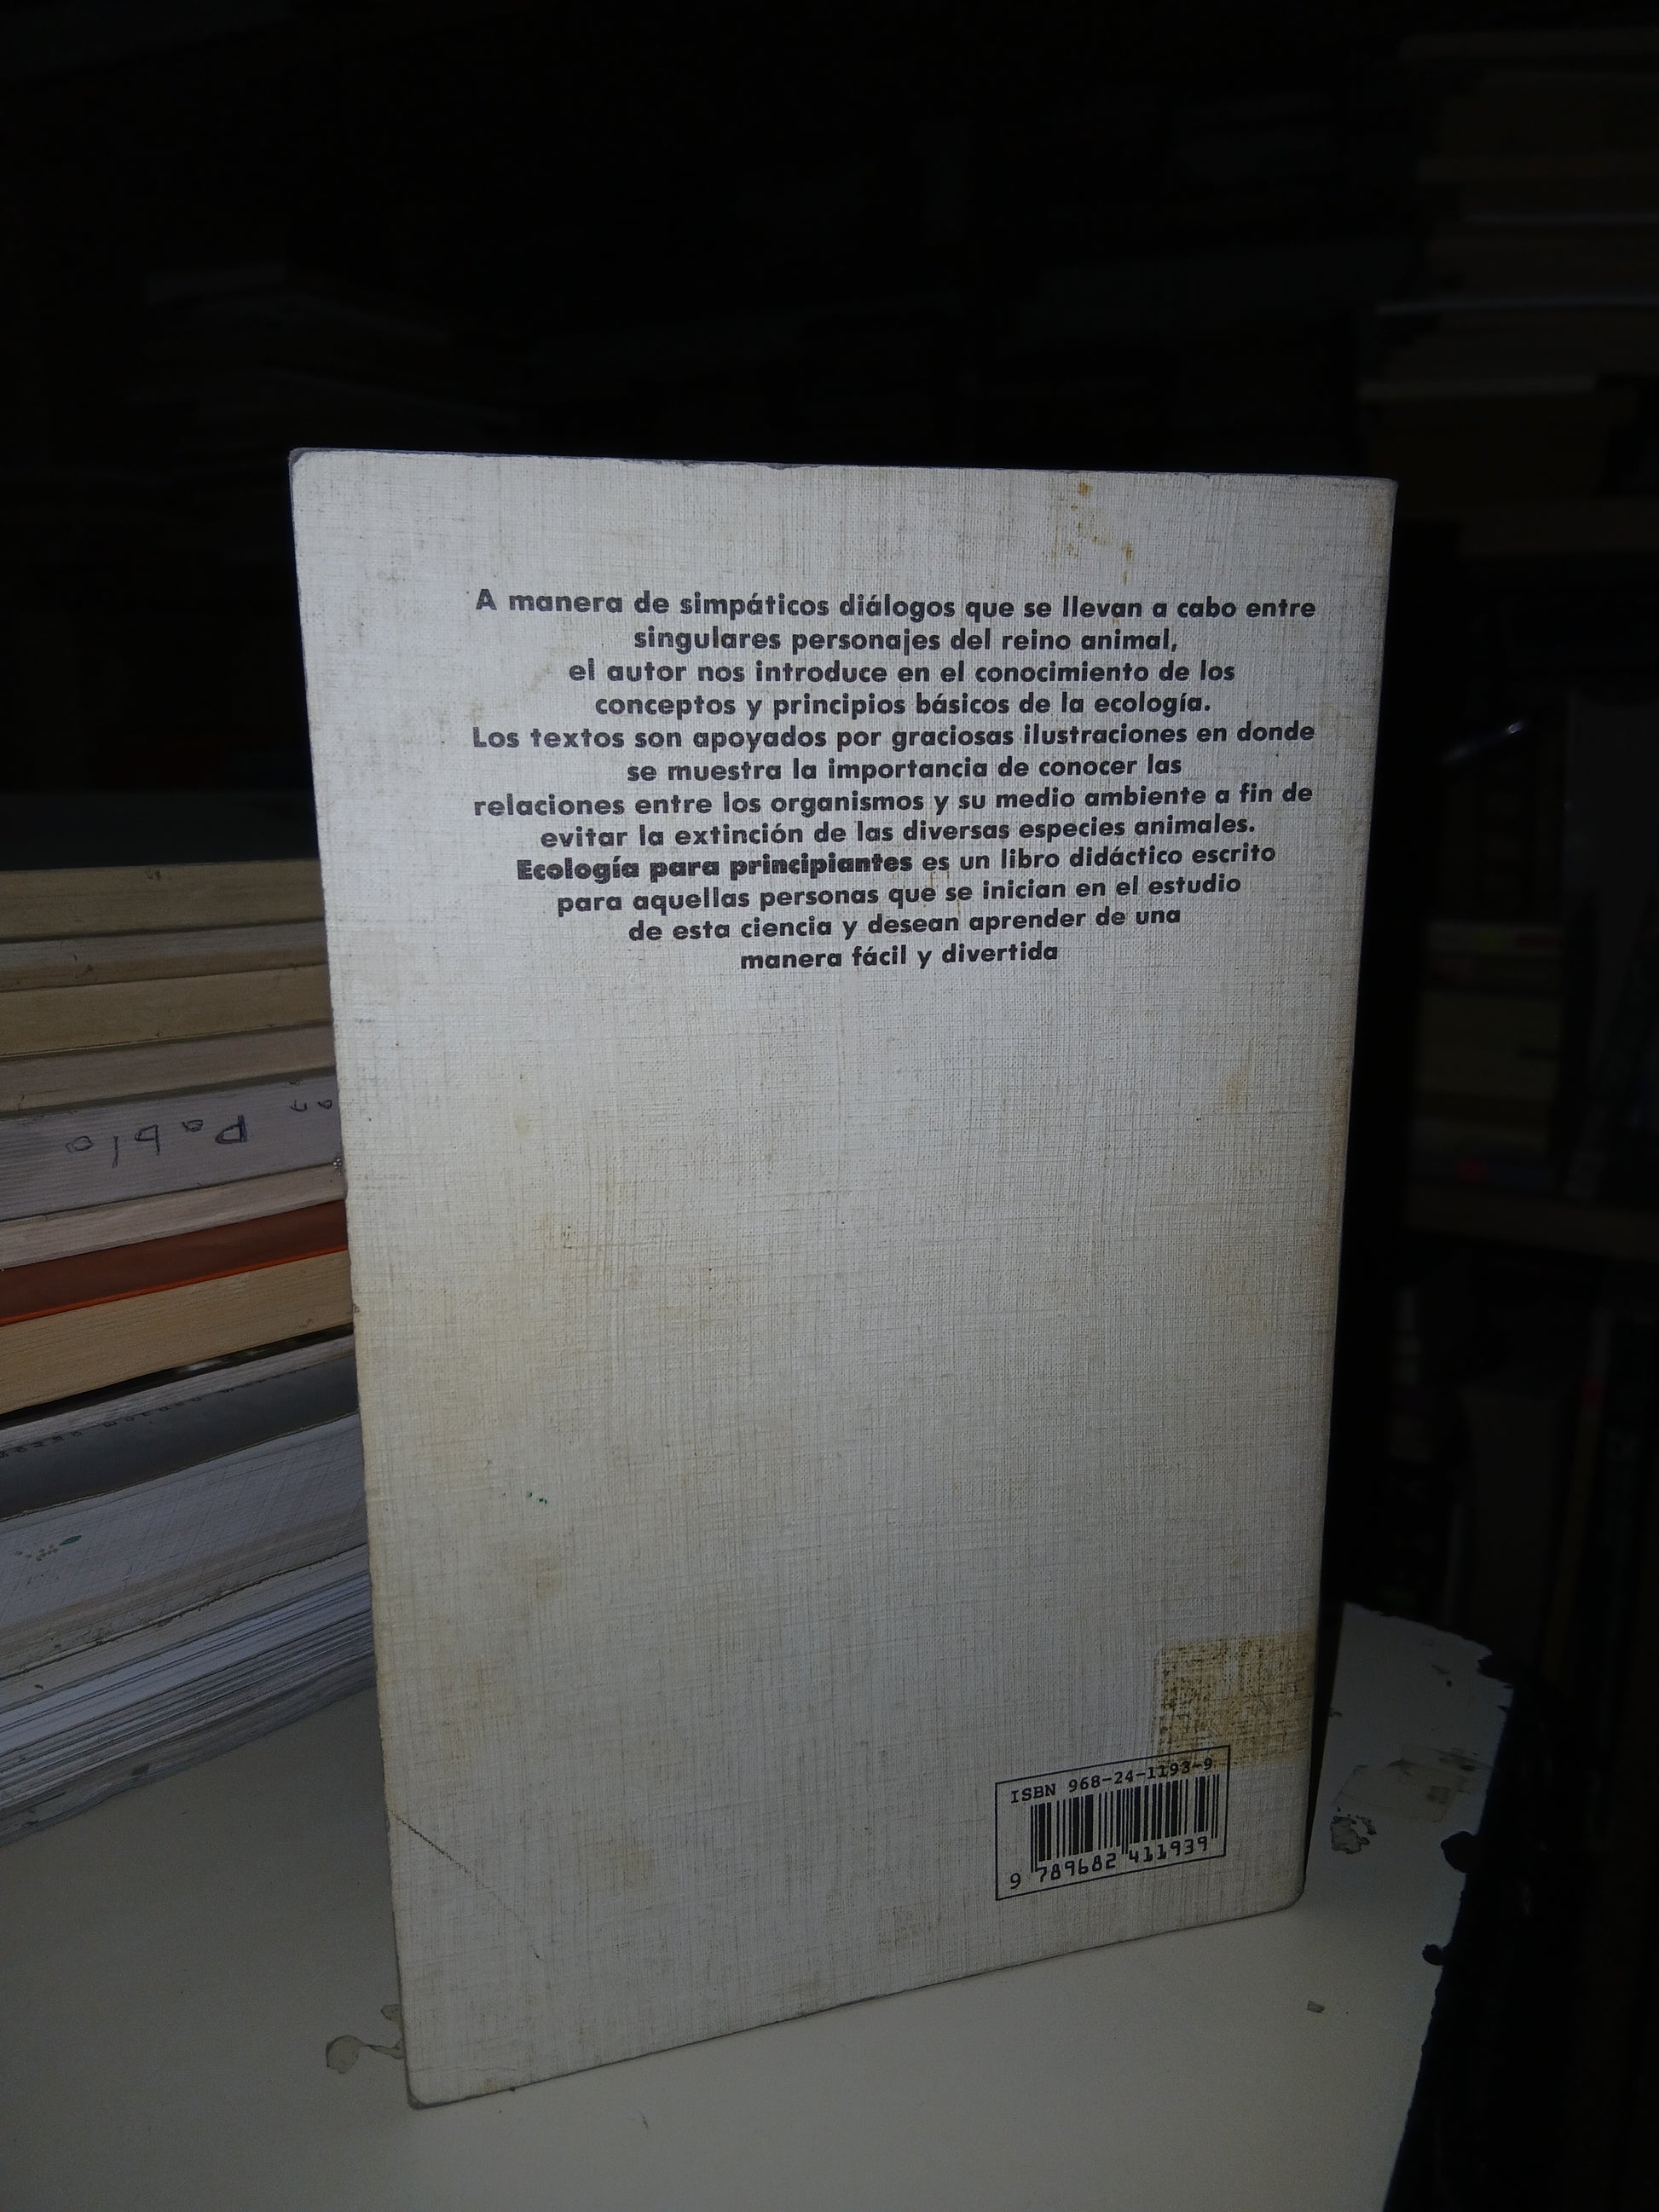 A manera de simpáticos diálogos que se llevan a cabo entre
singulares personajes del reino animal,
el autor nos introduce en el conocimiento de los
conceptos y principios básicos de la ecología.
Los textos son apoyados por graciosas ilustraciones en donde
se muestra la importancia de conocer las
relaciones entre los organismos y su medio ambiente a fin de
evitar la extinción de las diversas especies animales.
Ecología para principiantes es un libro didáctico escrito
para aquellas personas que se inician en el estudio
de esta ciencia y desean aprender de una
manera fácil y divertida
Pablo
ISBN 968-24-1193-9
9 789682 411939